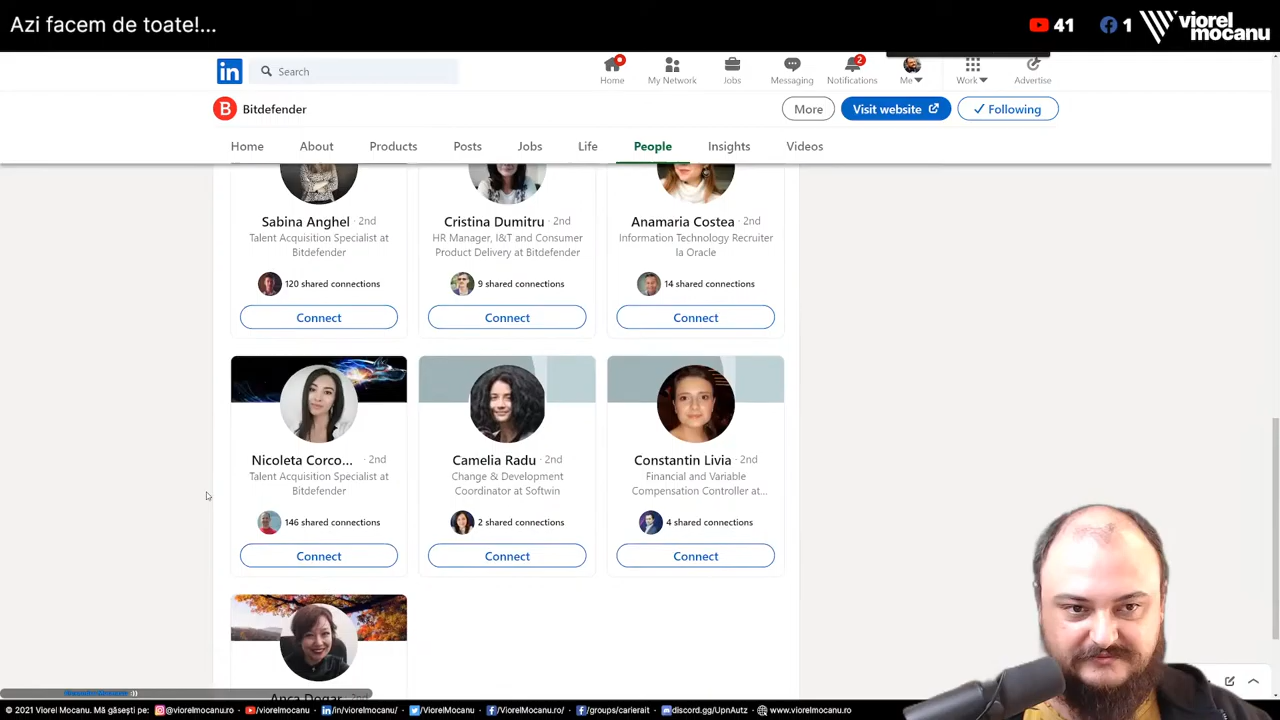 Azi facem de toate!...
41
1
viorel
mocanu
in
Search
Home
My Network
Jobs
Messaging
2
Notifications
Me
Work
Advertise
B
Bitdefender
More
Visit website
✓ Following
Home
About
Products
Posts
Jobs
Life
People
Insights
Videos
Sabina Anghel · 2nd
Talent Acquisition Specialist at
Bitdefender
120 shared connections
Connect
Cristina Dumitru · 2nd
HR Manager, I&T and Consumer
Product Delivery at Bitdefender
9 shared connections
Connect
Anamaria Costea · 2nd
Information Technology Recruiter
la Oracle
14 shared connections
Connect
Nicoleta Corco... · 2nd
Talent Acquisition Specialist at
Bitdefender
146 shared connections
Connect
Camelia Radu · 2nd
Change & Development
Coordinator at Softwin
2 shared connections
Connect
Constantin Livia · 2nd
Financial and Variable
Compensation Controller at...
4 shared connections
Connect
Anca Dogar · 2nd
© 2021 Viorel Mocanu. Mă găsești pe: @viorelmocanu.ro /viorelmocanu /in/viorelmocanu/ /ViorelMocanu /ViorelMocanu.ro/ /groups/carierait discord.gg/UpnAutz www.viorelmocanu.ro